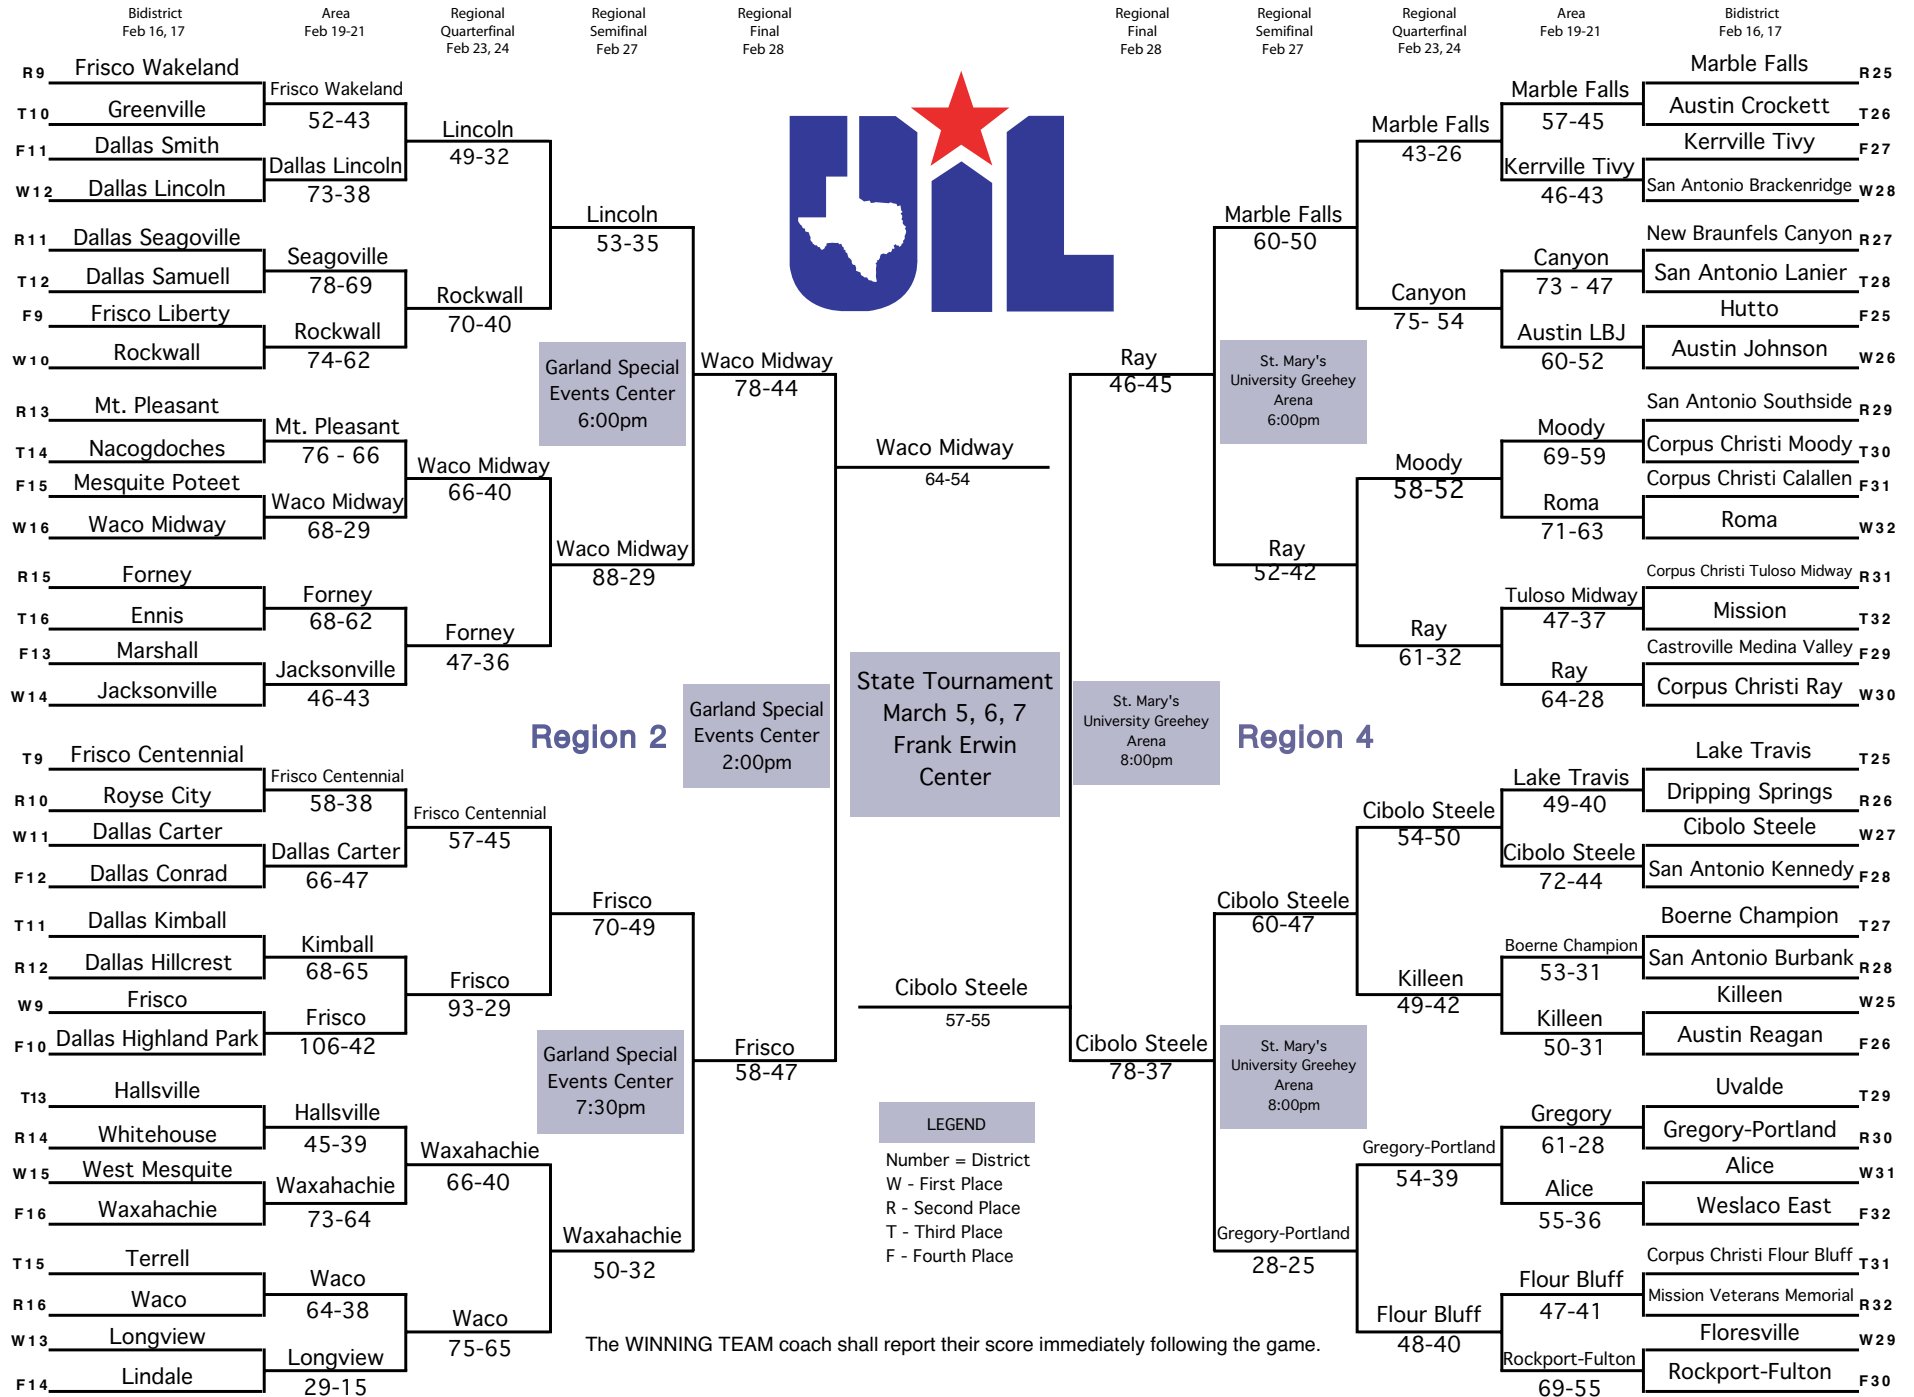 Bidistrict
Feb 16, 17
Area
Feb 19-21
Regional
Quarterfinal
Feb 23, 24
Regional
Semifinal
Feb 27
Regional
Final
Feb 28
Regional
Final
Feb 28
Regional
Semifinal
Feb 27
Regional
Quarterfinal
Feb 23, 24
Area
Feb 19-21
Bidistrict
Feb 16, 17
R9 Frisco Wakeland
T10 Greenville
F11 Dallas Smith
W12 Dallas Lincoln
R11 Dallas Seagoville
T12 Dallas Samuell
F9 Frisco Liberty
W10 Rockwall
R13 Mt. Pleasant
T14 Nacogdoches
F15 Mesquite Poteet
W16 Waco Midway
R15 Forney
T16 Ennis
F13 Marshall
W14 Jacksonville
T9 Frisco Centennial
R10 Royse City
W11 Dallas Carter
F12 Dallas Conrad
T11 Dallas Kimball
R12 Dallas Hillcrest
W9 Frisco
F10 Dallas Highland Park
T13 Hallsville
R14 Whitehouse
W15 West Mesquite
F16 Waxahachie
T15 Terrell
R16 Waco
W13 Longview
F14 Lindale
Frisco Wakeland
52-43
Dallas Lincoln
73-38
Seagoville
78-69
Rockwall
74-62
Mt. Pleasant
76 - 66
Waco Midway
68-29
Forney
68-62
Jacksonville
46-43
Frisco Centennial
58-38
Dallas Carter
66-47
Kimball
68-65
Frisco
106-42
Hallsville
45-39
Waxahachie
73-64
Waco
64-38
Longview
29-15
Lincoln
49-32
Rockwall
70-40
Waco Midway
66-40
Forney
47-36
Frisco Centennial
57-45
Frisco
93-29
Waxahachie
66-40
Waco
75-65
Lincoln
53-35
Garland Special
Events Center
6:00pm
Waco Midway
88-29
Region 2
Frisco
70-49
Garland Special
Events Center
7:30pm
Waxahachie
50-32
Waco Midway
78-44
Garland Special
Events Center
2:00pm
Frisco
58-47
UIL
Waco Midway
64-54
State Tournament
March 5, 6, 7
Frank Erwin
Center
Cibolo Steele
57-55
LEGEND
Number = District
W - First Place
R - Second Place
T - Third Place
F - Fourth Place
The WINNING TEAM coach shall report their score immediately following the game.
Ray
46-45
St. Mary's
University Greehey
Arena
8:00pm
Cibolo Steele
78-37
Marble Falls
60-50
St. Mary's
University Greehey
Arena
6:00pm
Ray
52-42
Region 4
Cibolo Steele
60-47
St. Mary's
University Greehey
Arena
8:00pm
Gregory-Portland
28-25
Marble Falls
43-26
Canyon
75- 54
Moody
58-52
Ray
61-32
Cibolo Steele
54-50
Killeen
49-42
Gregory-Portland
54-39
Flour Bluff
48-40
Marble Falls
57-45
Kerrville Tivy
46-43
Canyon
73 - 47
Austin LBJ
60-52
Moody
69-59
Roma
71-63
Tuloso Midway
47-37
Ray
64-28
Lake Travis
49-40
Cibolo Steele
72-44
Boerne Champion
53-31
Killeen
50-31
Gregory
61-28
Alice
55-36
Flour Bluff
47-41
Rockport-Fulton
69-55
Marble Falls R25
Austin Crockett T26
Kerrville Tivy F27
San Antonio Brackenridge W28
New Braunfels Canyon R27
San Antonio Lanier T28
Hutto F25
Austin Johnson W26
San Antonio Southside R29
Corpus Christi Moody T30
Corpus Christi Calallen F31
Roma W32
Corpus Christi Tuloso Midway R31
Mission T32
Castroville Medina Valley F29
Corpus Christi Ray W30
Lake Travis T25
Dripping Springs R26
Cibolo Steele W27
San Antonio Kennedy F28
Boerne Champion T27
San Antonio Burbank R28
Killeen W25
Austin Reagan F26
Uvalde T29
Gregory-Portland R30
Alice W31
Weslaco East F32
Corpus Christi Flour Bluff T31
Mission Veterans Memorial R32
Floresville W29
Rockport-Fulton F30